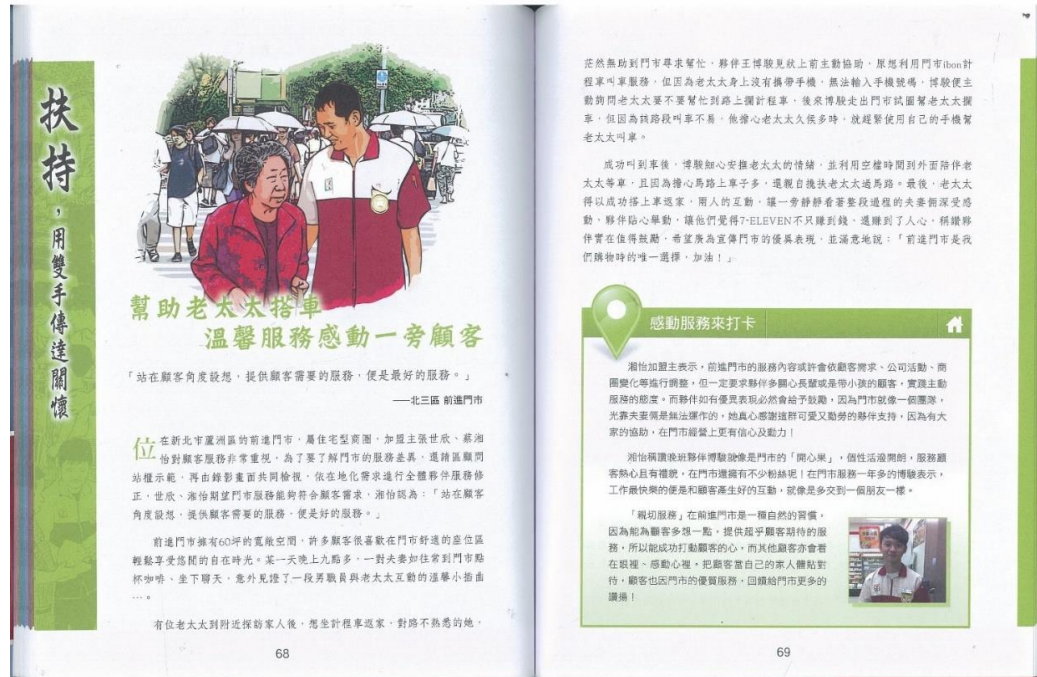 扶持，用雙手傳達關懷
幫助老太太搭車
溫馨服務感動一旁顧客
「站在顧客角度設想，提供顧客需要的服務，便是最好的服務。」
——北三區 前進門市
位在新北市蘆洲區的前進門市，屬住宅型商圈，加盟主張世欣、蔡湘
怡對顧客服務非常重視，為了要了解門市的服務差異，邀請區顧問
站櫃示範，再由錄影畫面共同檢視，依在地化需求進行全體夥伴服務修
正，世欣、湘怡期望門市服務能夠符合顧客需求，湘怡認為：「站在顧客
角度設想，提供顧客需要的服務，便是好的服務。」
前進門市擁有60坪的寬敞空間，許多顧客很喜歡在門市舒適的座位區
輕鬆享受悠閒的自在時光。某一天晚上九點多，一對夫妻如往常到門市點
杯咖啡、坐下聊天，意外見證了一段男職員與老太太互動的溫馨小插曲
…。
有位老太太到附近探訪家人後，想坐計程車返家，對路不熟悉的她，
68
茫然無助到門市尋求幫忙，夥伴王博駿見狀上前主動協助，原想利用門市ibon計
程車叫車服務，但因為老太太身上沒有攜帶手機，無法輸入手機號碼，博駿便主
動詢問老太太要不要幫忙到路上攔計程車，後來博駿走出門市試圖幫老太太攔
車，但因為該路段叫車不易，他擔心老太太久候多時，就趕緊使用自己的手機幫
老太太叫車。
成功叫到車後，博駿細心安撫老太太的情緒，並利用空檔時間到外面陪伴老
太太等車，且因為擔心馬路上車子多，還親自攙扶老太太過馬路。最後，老太太
得以成功搭上車返家，兩人的互動，讓一旁靜靜看著整段過程的夫妻倆深受感
動，夥伴貼心舉動，讓他們覺得7-ELEVEN不只賺到錢，還賺到了人心，稱讚夥
伴實在值得鼓勵，希望廣為宣傳門市的優異表現，並滿意地說：「前進門市是我
們購物時的唯一選擇，加油！」
感動服務來打卡
湘怡加盟主表示，前進門市的服務內容或許會依顧客需求、公司活動、商
圈變化等進行調整，但一定要求夥伴多關心長輩或是帶小孩的顧客，實踐主動
服務的態度。而夥伴如有優異表現必然會給予鼓勵，因為門市就像一個團隊，
光靠夫妻倆是無法運作的，她真心感謝這群可愛又勤勞的夥伴支持，因為有大
家的協助，在門市經營上更有信心及動力！
湘怡稱讚晚班夥伴博駿就像是門市的「開心果」，個性活潑開朗，服務顧
客熱心且有禮貌，在門市還擁有不少粉絲呢！在門市服務一年多的博駿表示，
工作最快樂的便是和顧客產生好的互動，就像是多交到一個朋友一樣。
「親切服務」在前進門市是一種自然的習慣，
因為能為顧客多想一點，提供超乎顧客期待的服
務，所以能成功打動顧客的心，而其他顧客亦會看
在眼裡、感動心裡，把顧客當自己的家人體貼對
待，顧客也因門市的優質服務，回饋給門市更多的
讚揚！
69